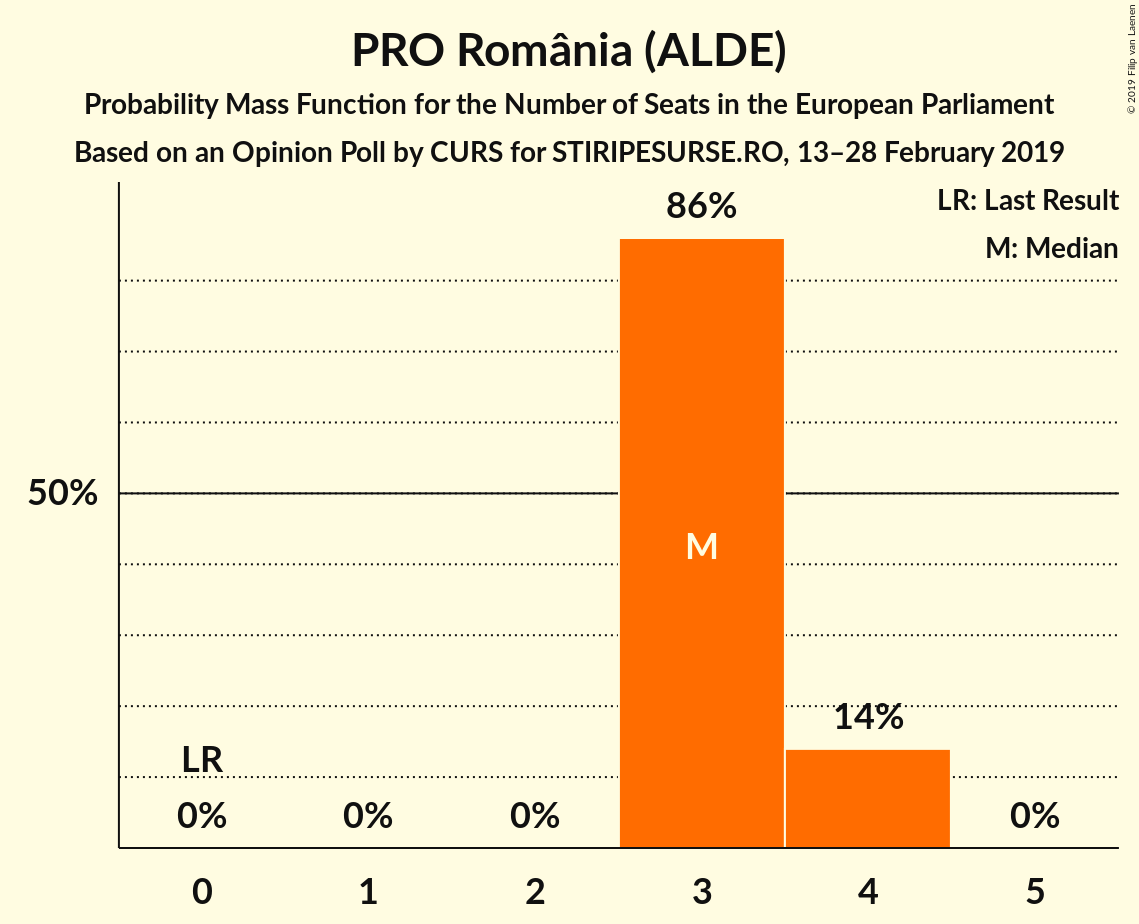 PRO România (ALDE)
Probability Mass Function for the Number of Seats in the European Parliament
Based on an Opinion Poll by CURS for STIRIPESURSE.RO, 13–28 February 2019
© 2019 Filip van Laenen
LR: Last Result
M: Median
86%
50%
M
14%
LR
0% 0% 0% 0%
0 1 2 3 4 5